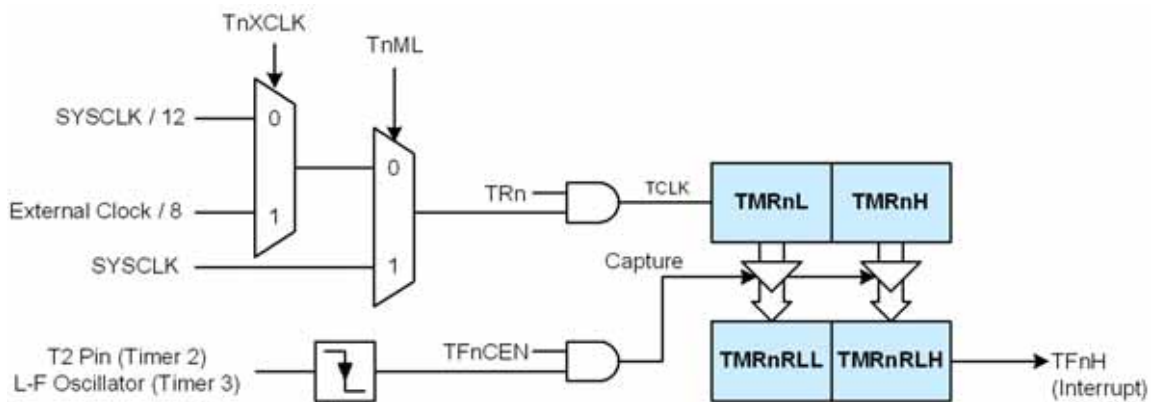 TnXCLK
TnML
SYSCLK / 12
0
0
External Clock / 8
1
TRn
TCLK
TMRnL
TMRnH
SYSCLK
1
Capture
T2 Pin (Timer 2)
L-F Oscillator (Timer 3)
TFnCEN
TMRnRLL
TMRnRLH
TFnH
(Interrupt)